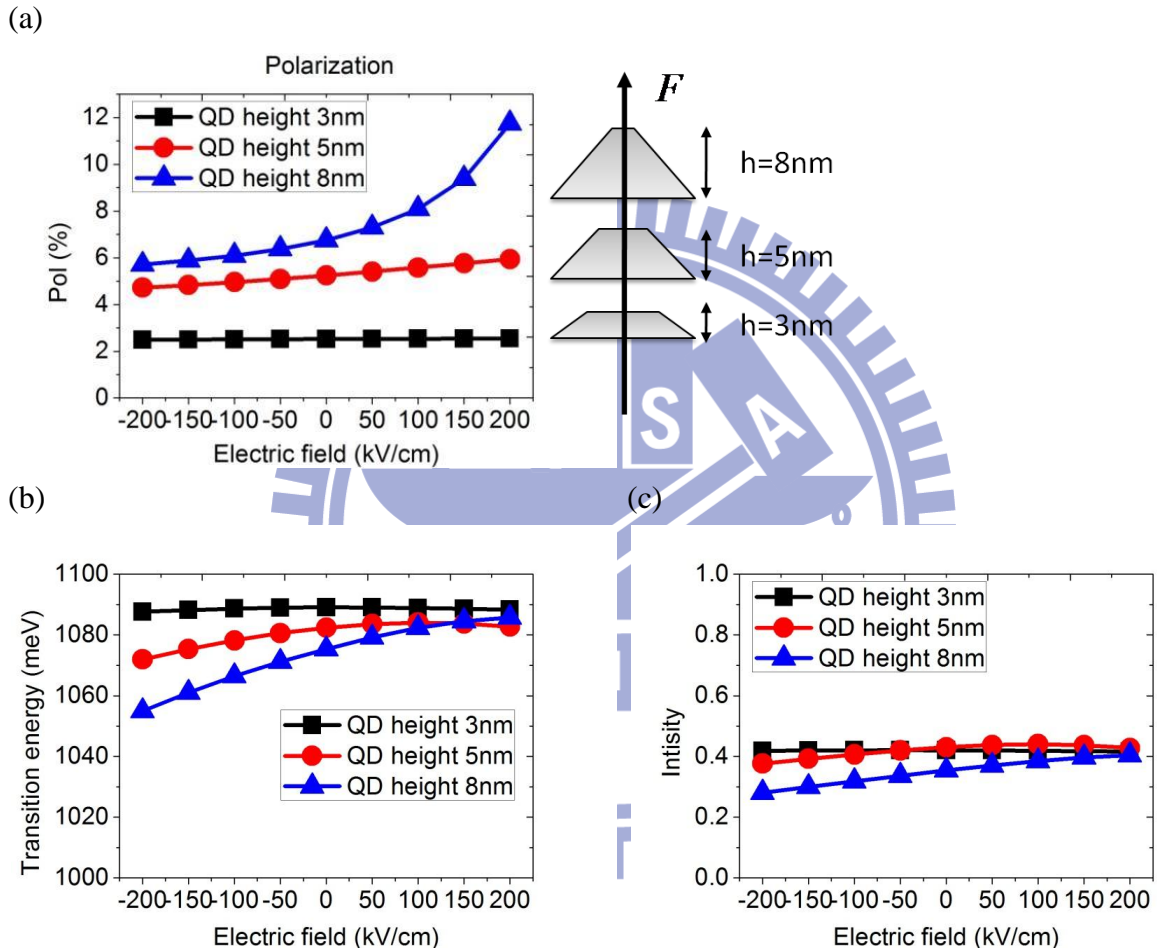 (a)
Polarization
QD height 3nm
QD height 5nm
QD height 8nm
12
10
8
6
4
2
0
Pol (%)
-200 -150 -100 -50 0 50 100 150 200
Electric field (kV/cm)
F
h=8nm
h=5nm
h=3nm
S A
(b)
1100
1080
1060
1040
1020
1000
Transition energy (meV)
QD height 3nm
QD height 5nm
QD height 8nm
-200 -150 -100 -50 0 50 100 150 200
Electric field (kV/cm)
(c)
1.0
0.8
0.6
0.4
0.2
0.0
Intisity
QD height 3nm
QD height 5nm
QD height 8nm
-200 -150 -100 -50 0 50 100 150 200
Electric field (kV/cm)